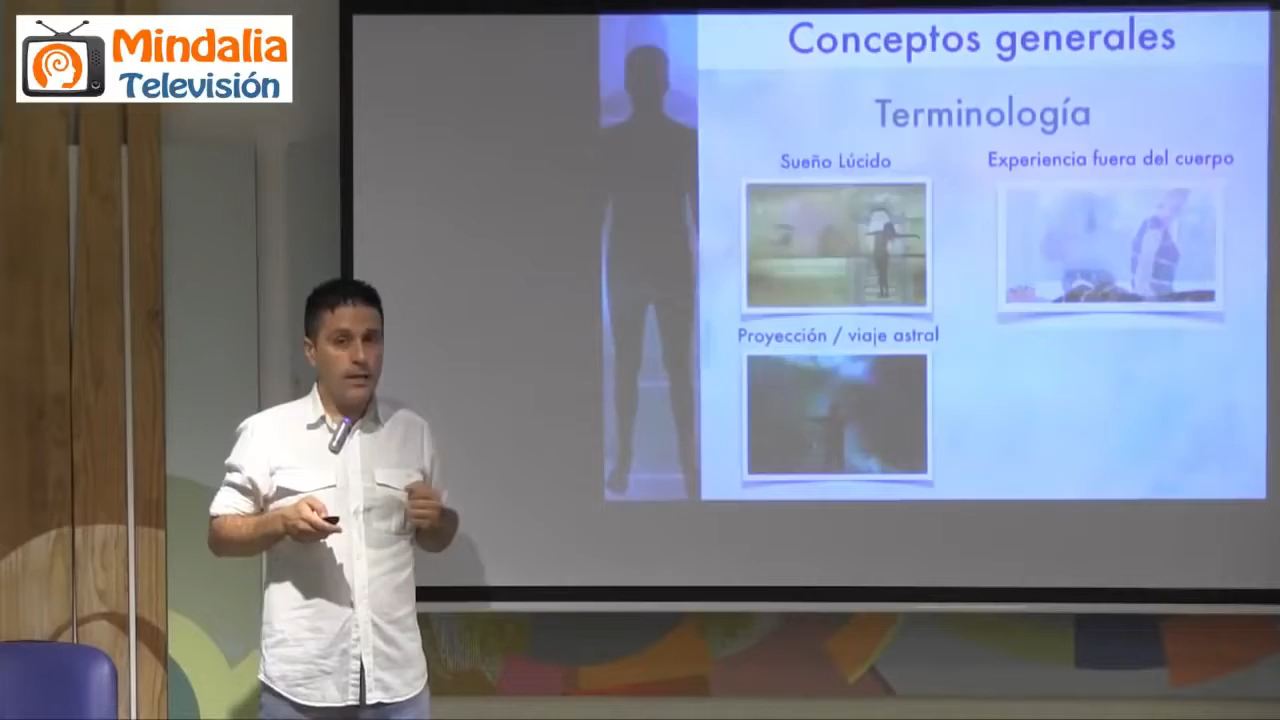 Mindalia
Televisión
Conceptos generales
Terminología
Sueño Lúcido
Experiencia fuera del cuerpo
Proyección / viaje astral